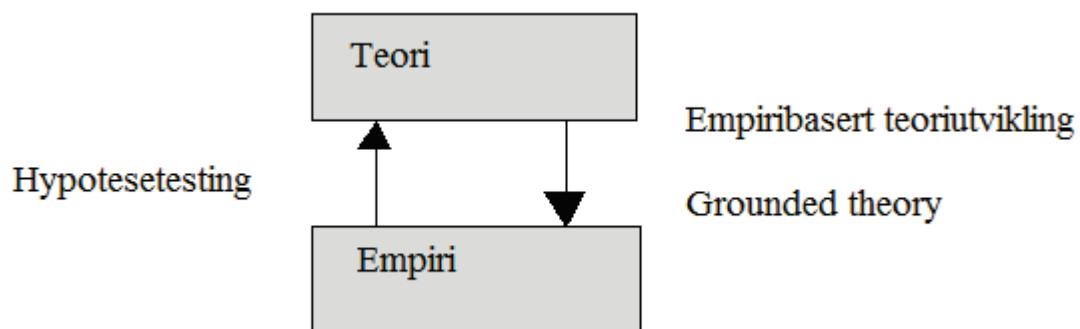 Teori
Empiribasert teoriutvikling
Hypotesetesting
Grounded theory
Empiri